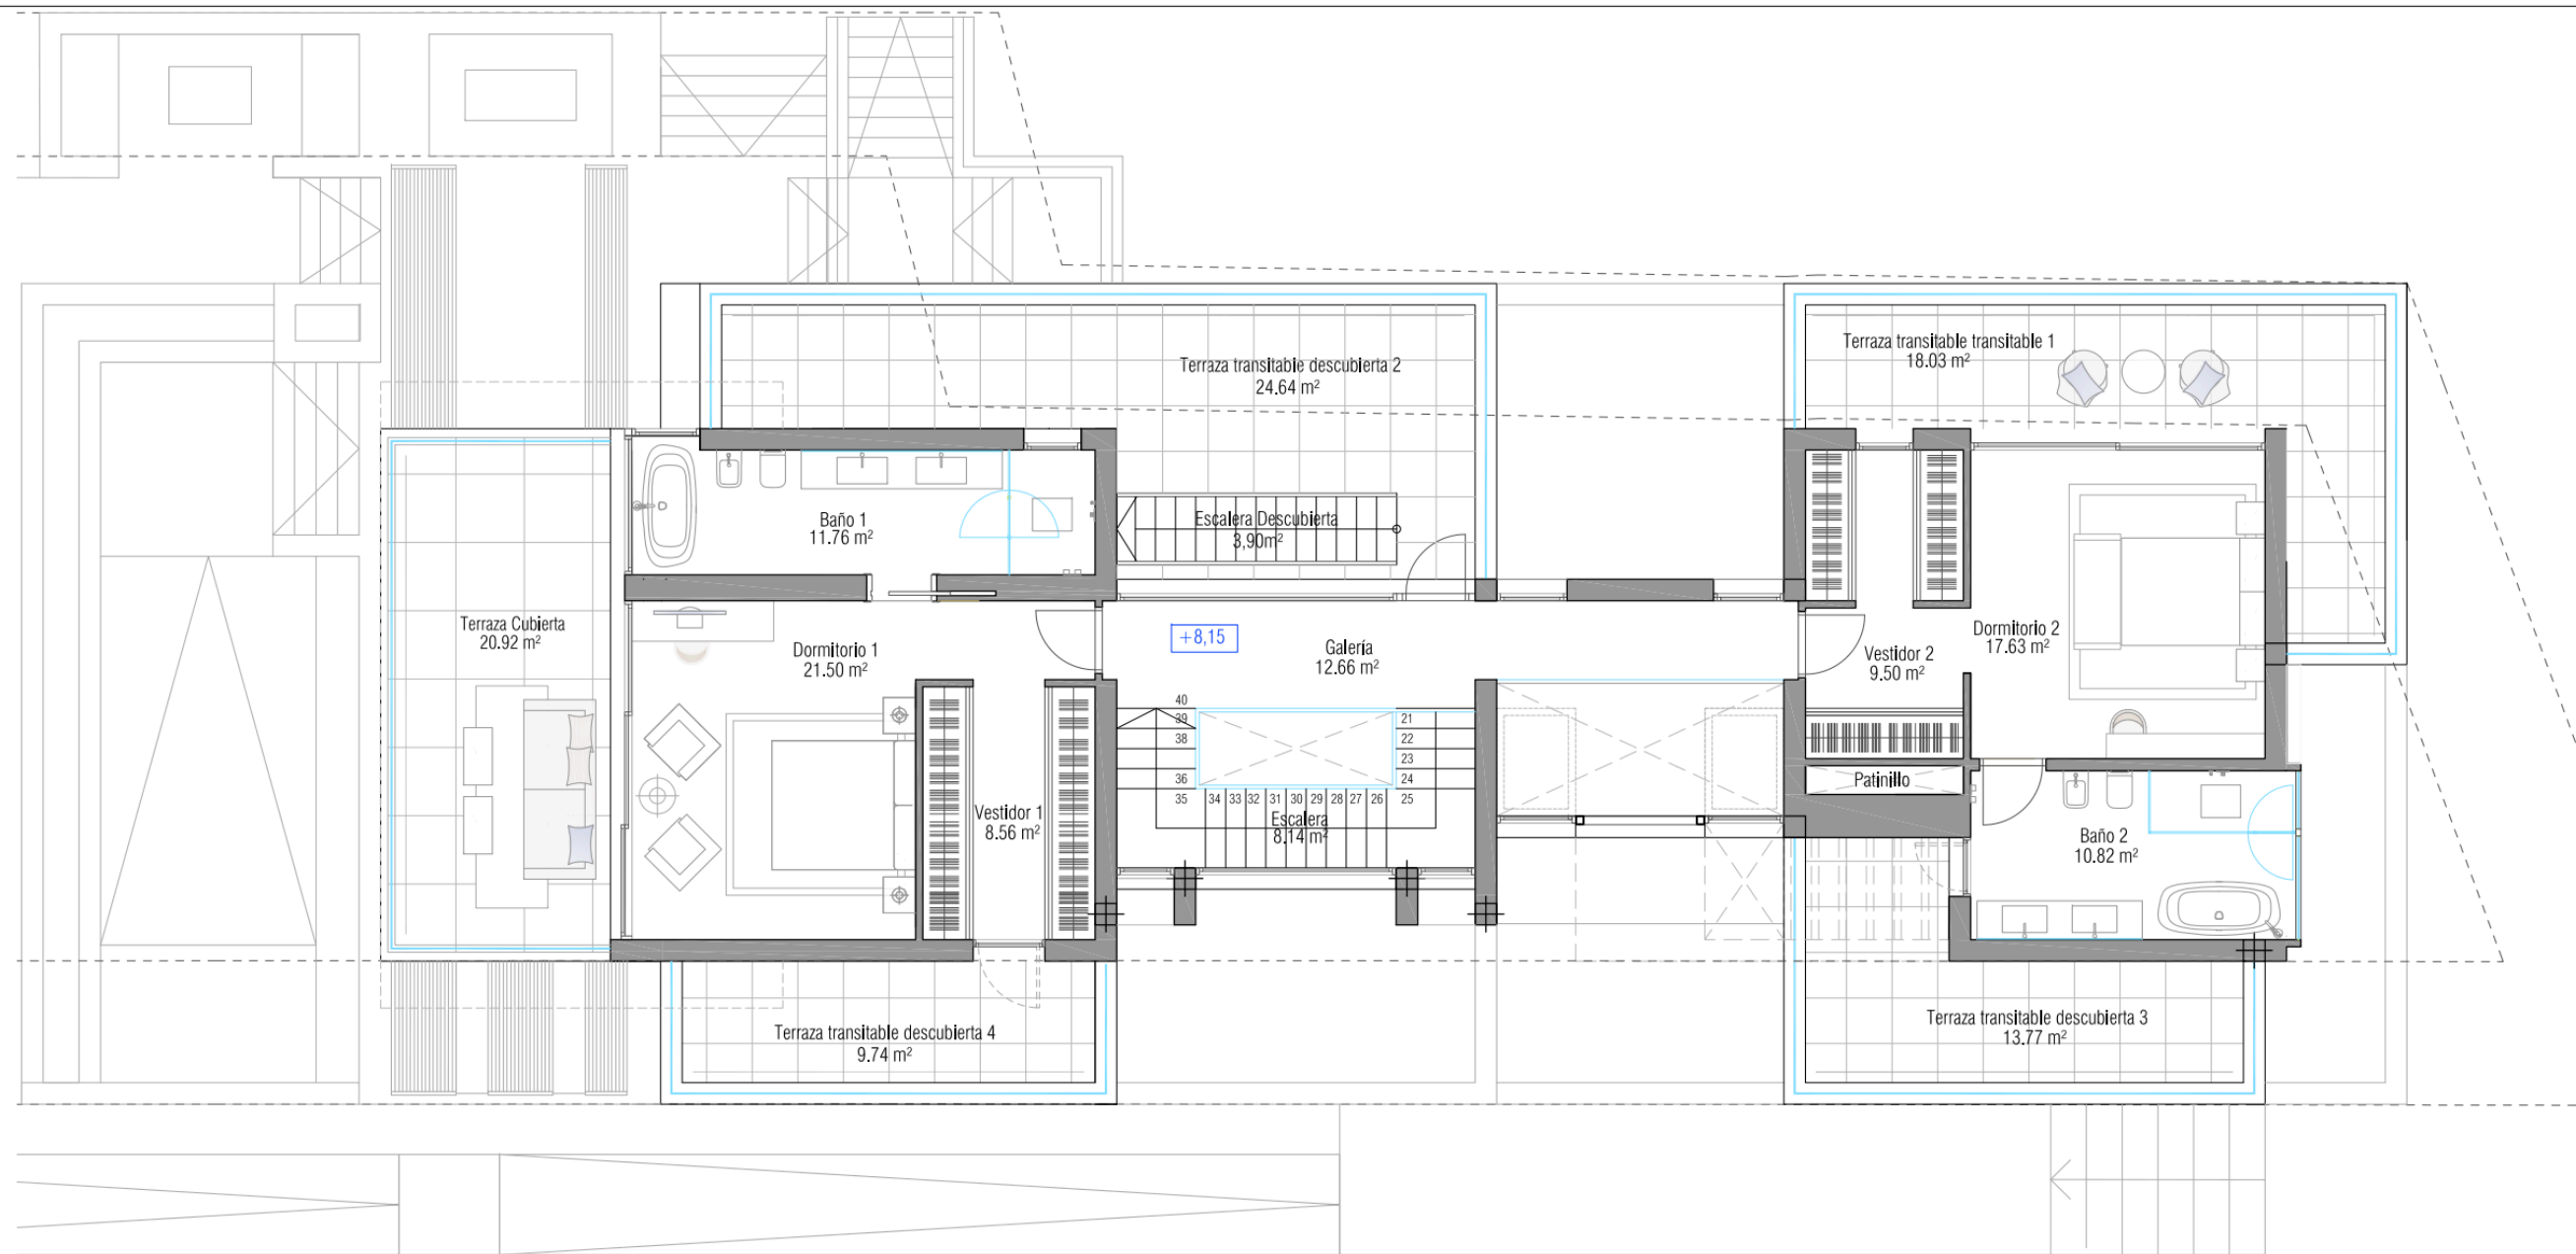 Terraza transitable descubierta 2
24.64 m²
Terraza transitable transitable 1
18.03 m²
Baño 1
11.76 m²
Escalera Descubierta
3,90m²
Terraza Cubierta
20.92 m²
Dormitorio 1
21.50 m²
+8,15
Galería
12.66 m²
Vestidor 2
9.50 m²
Dormitorio 2
17.63 m²
40
39
38
36
35
34 33 32 31 30 29 28 27 26
21
22
23
24
25
Escalera
8.14 m²
Vestidor 1
8.56 m²
Patinillo
Baño 2
10.82 m²
Terraza transitable descubierta 4
9.74 m²
Terraza transitable descubierta 3
13.77 m²